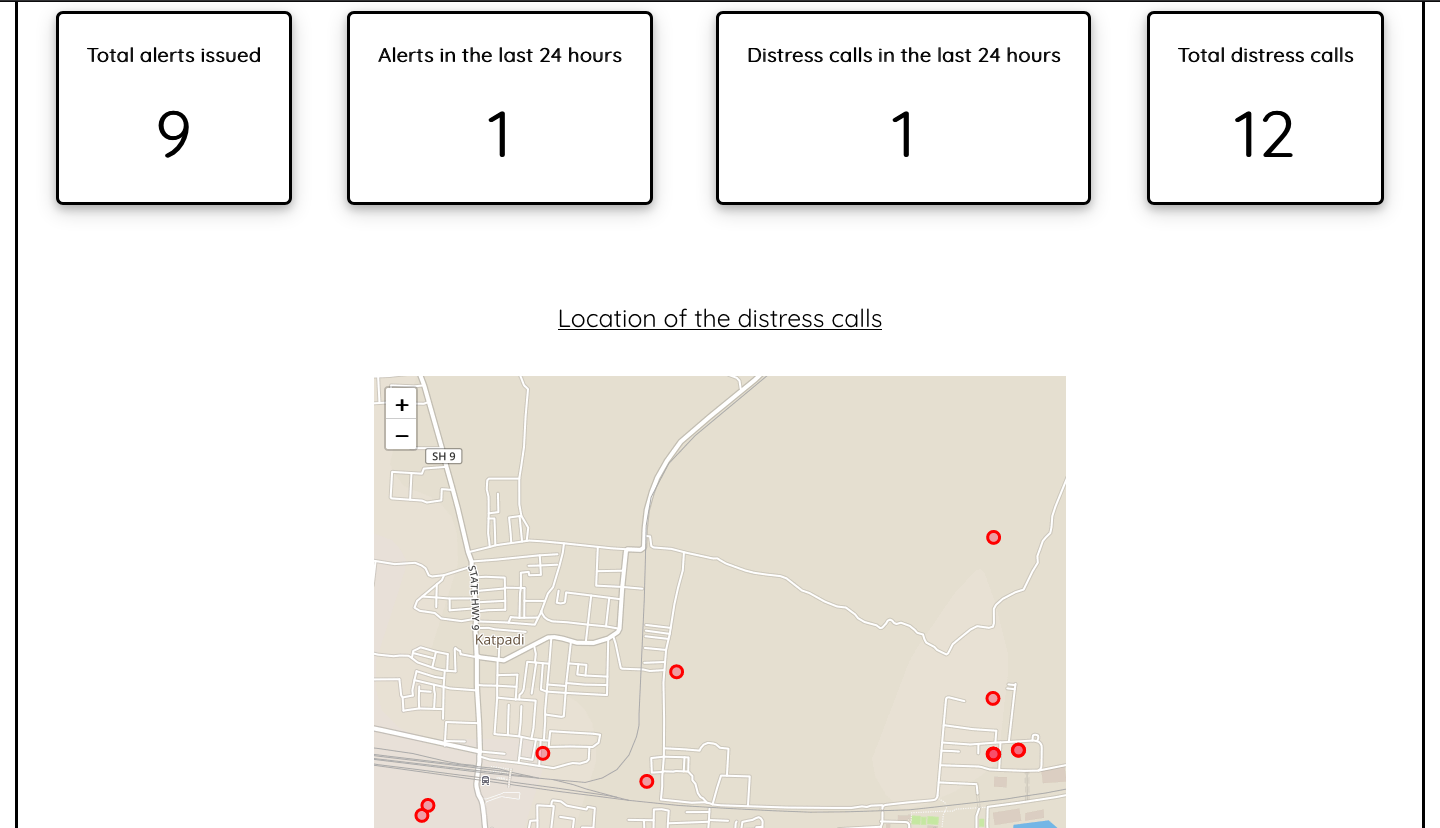 Total alerts issued
9
Alerts in the last 24 hours
1
Distress calls in the last 24 hours
1
Total distress calls
12
Location of the distress calls
+
−
SH 9
STATE HWY 9
Katpadi